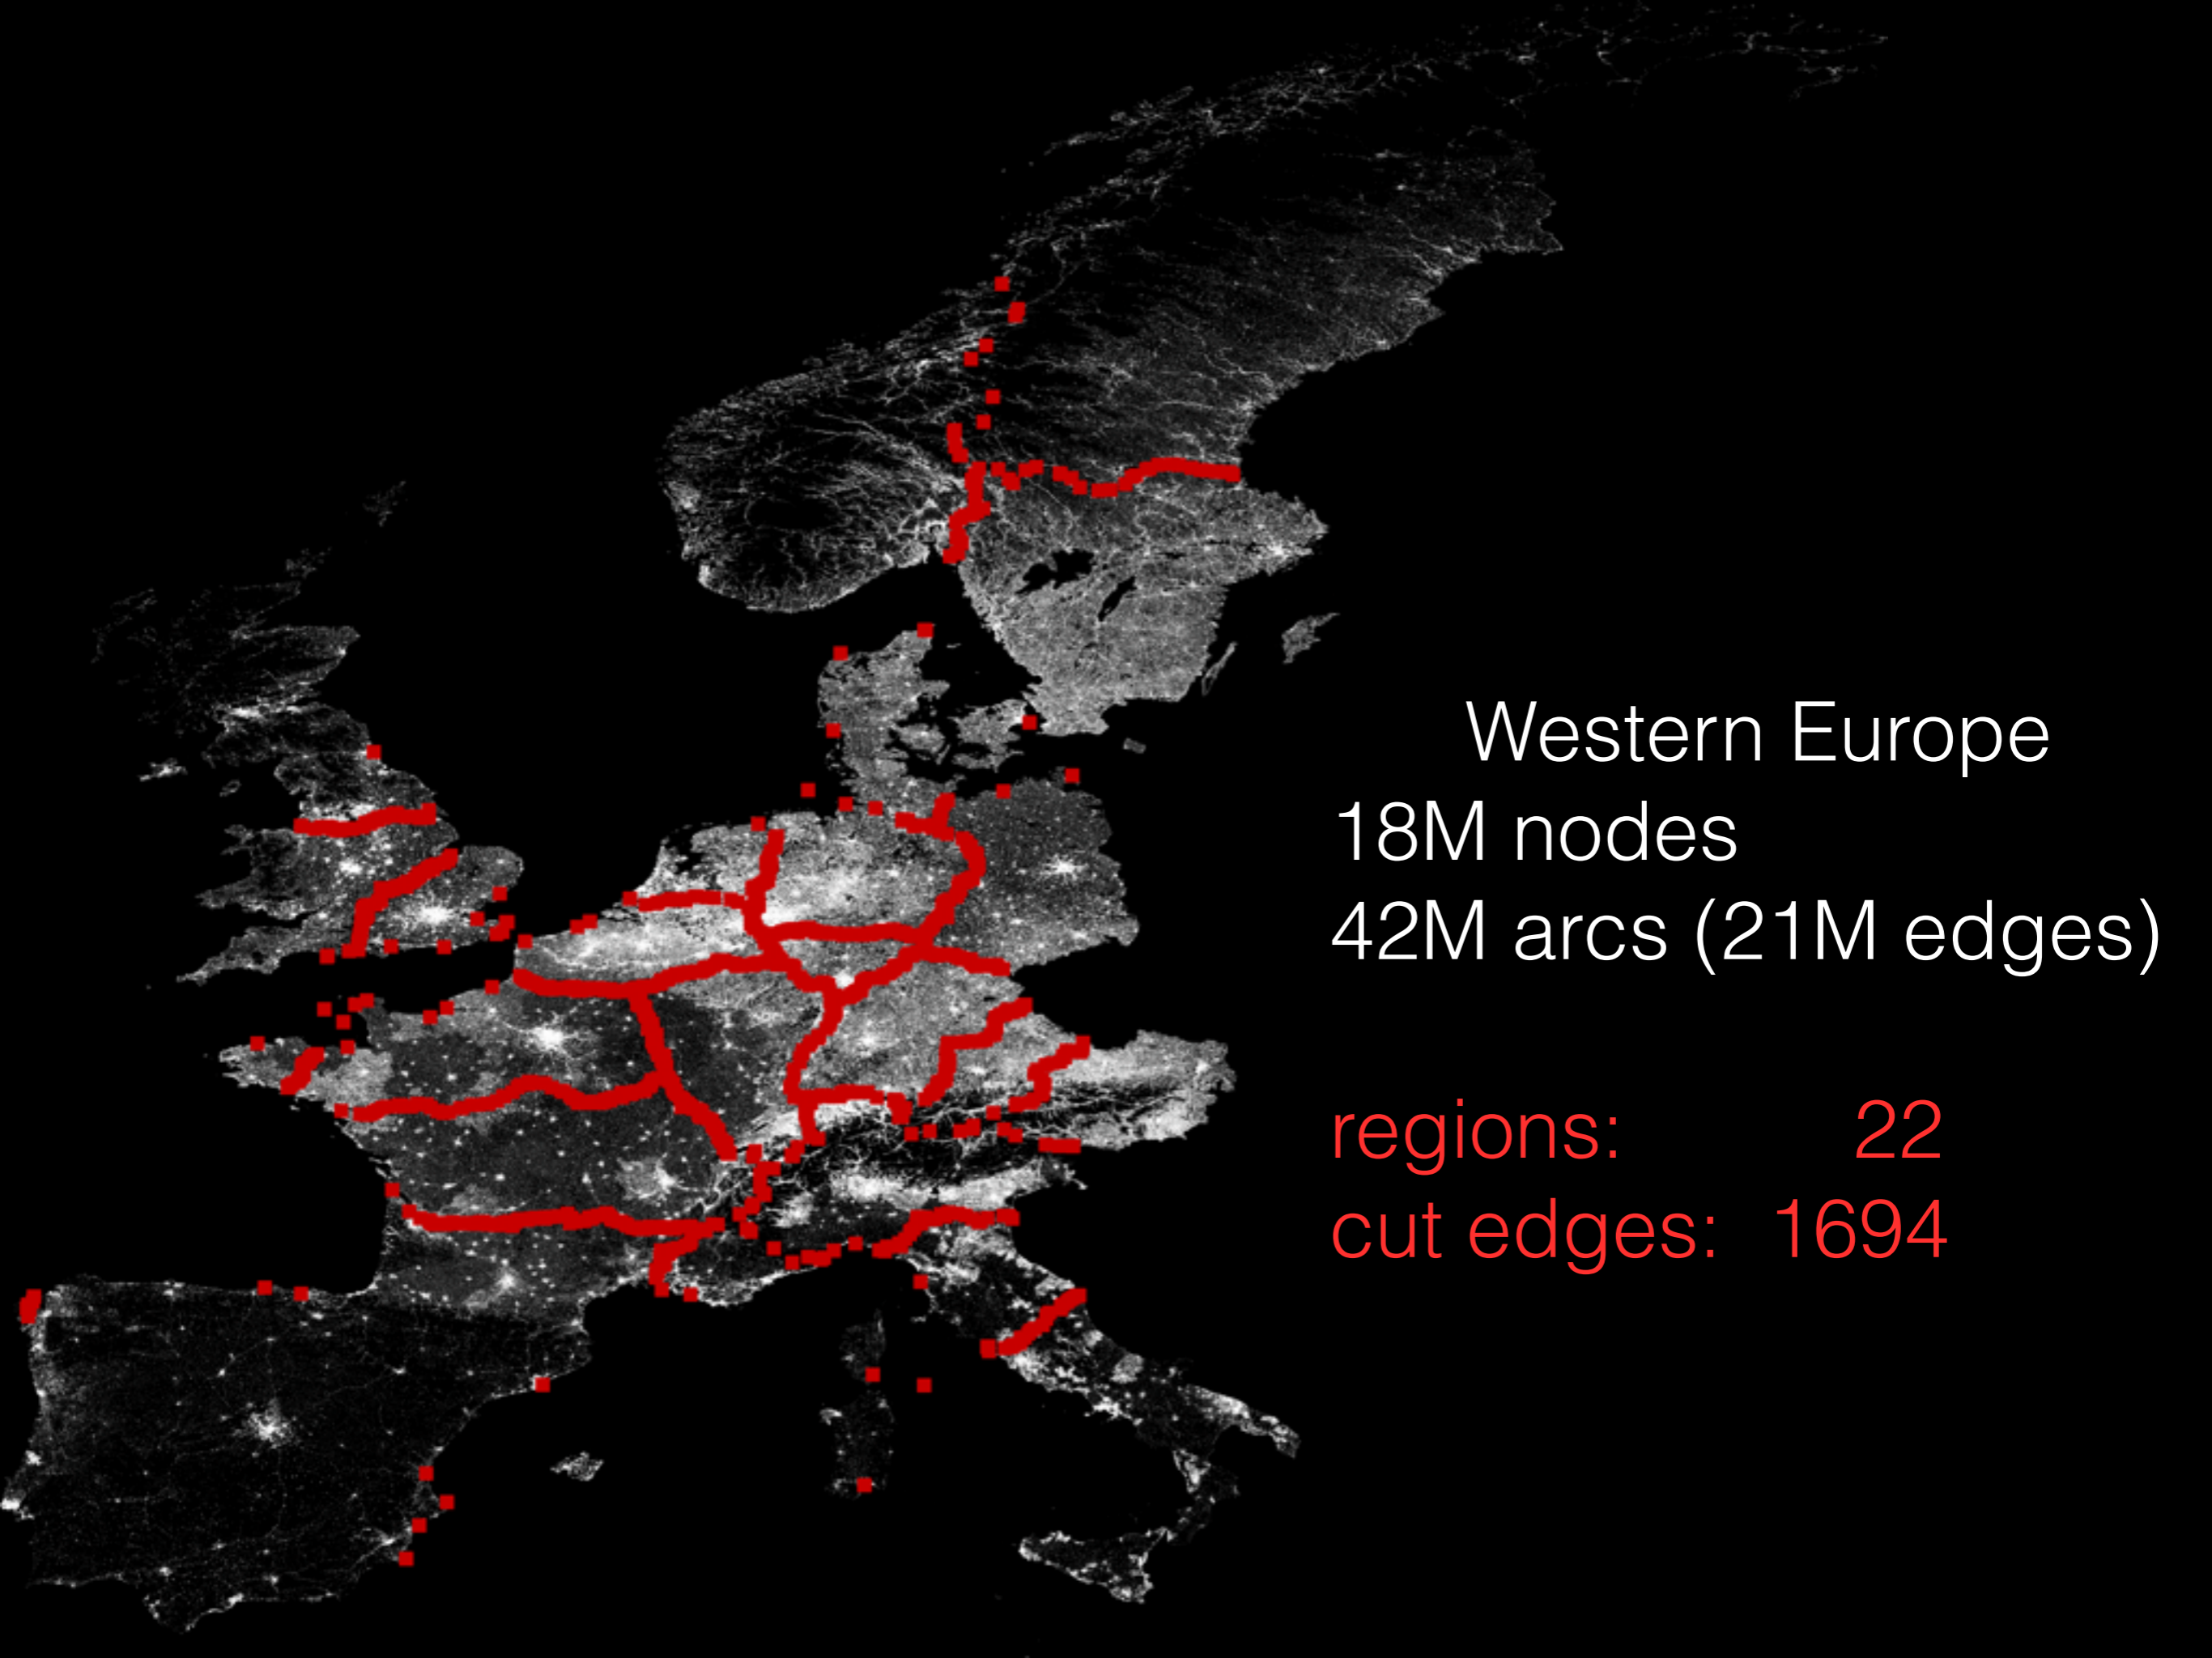 Western Europe
18M nodes
42M arcs (21M edges)
regions: 22
cut edges: 1694